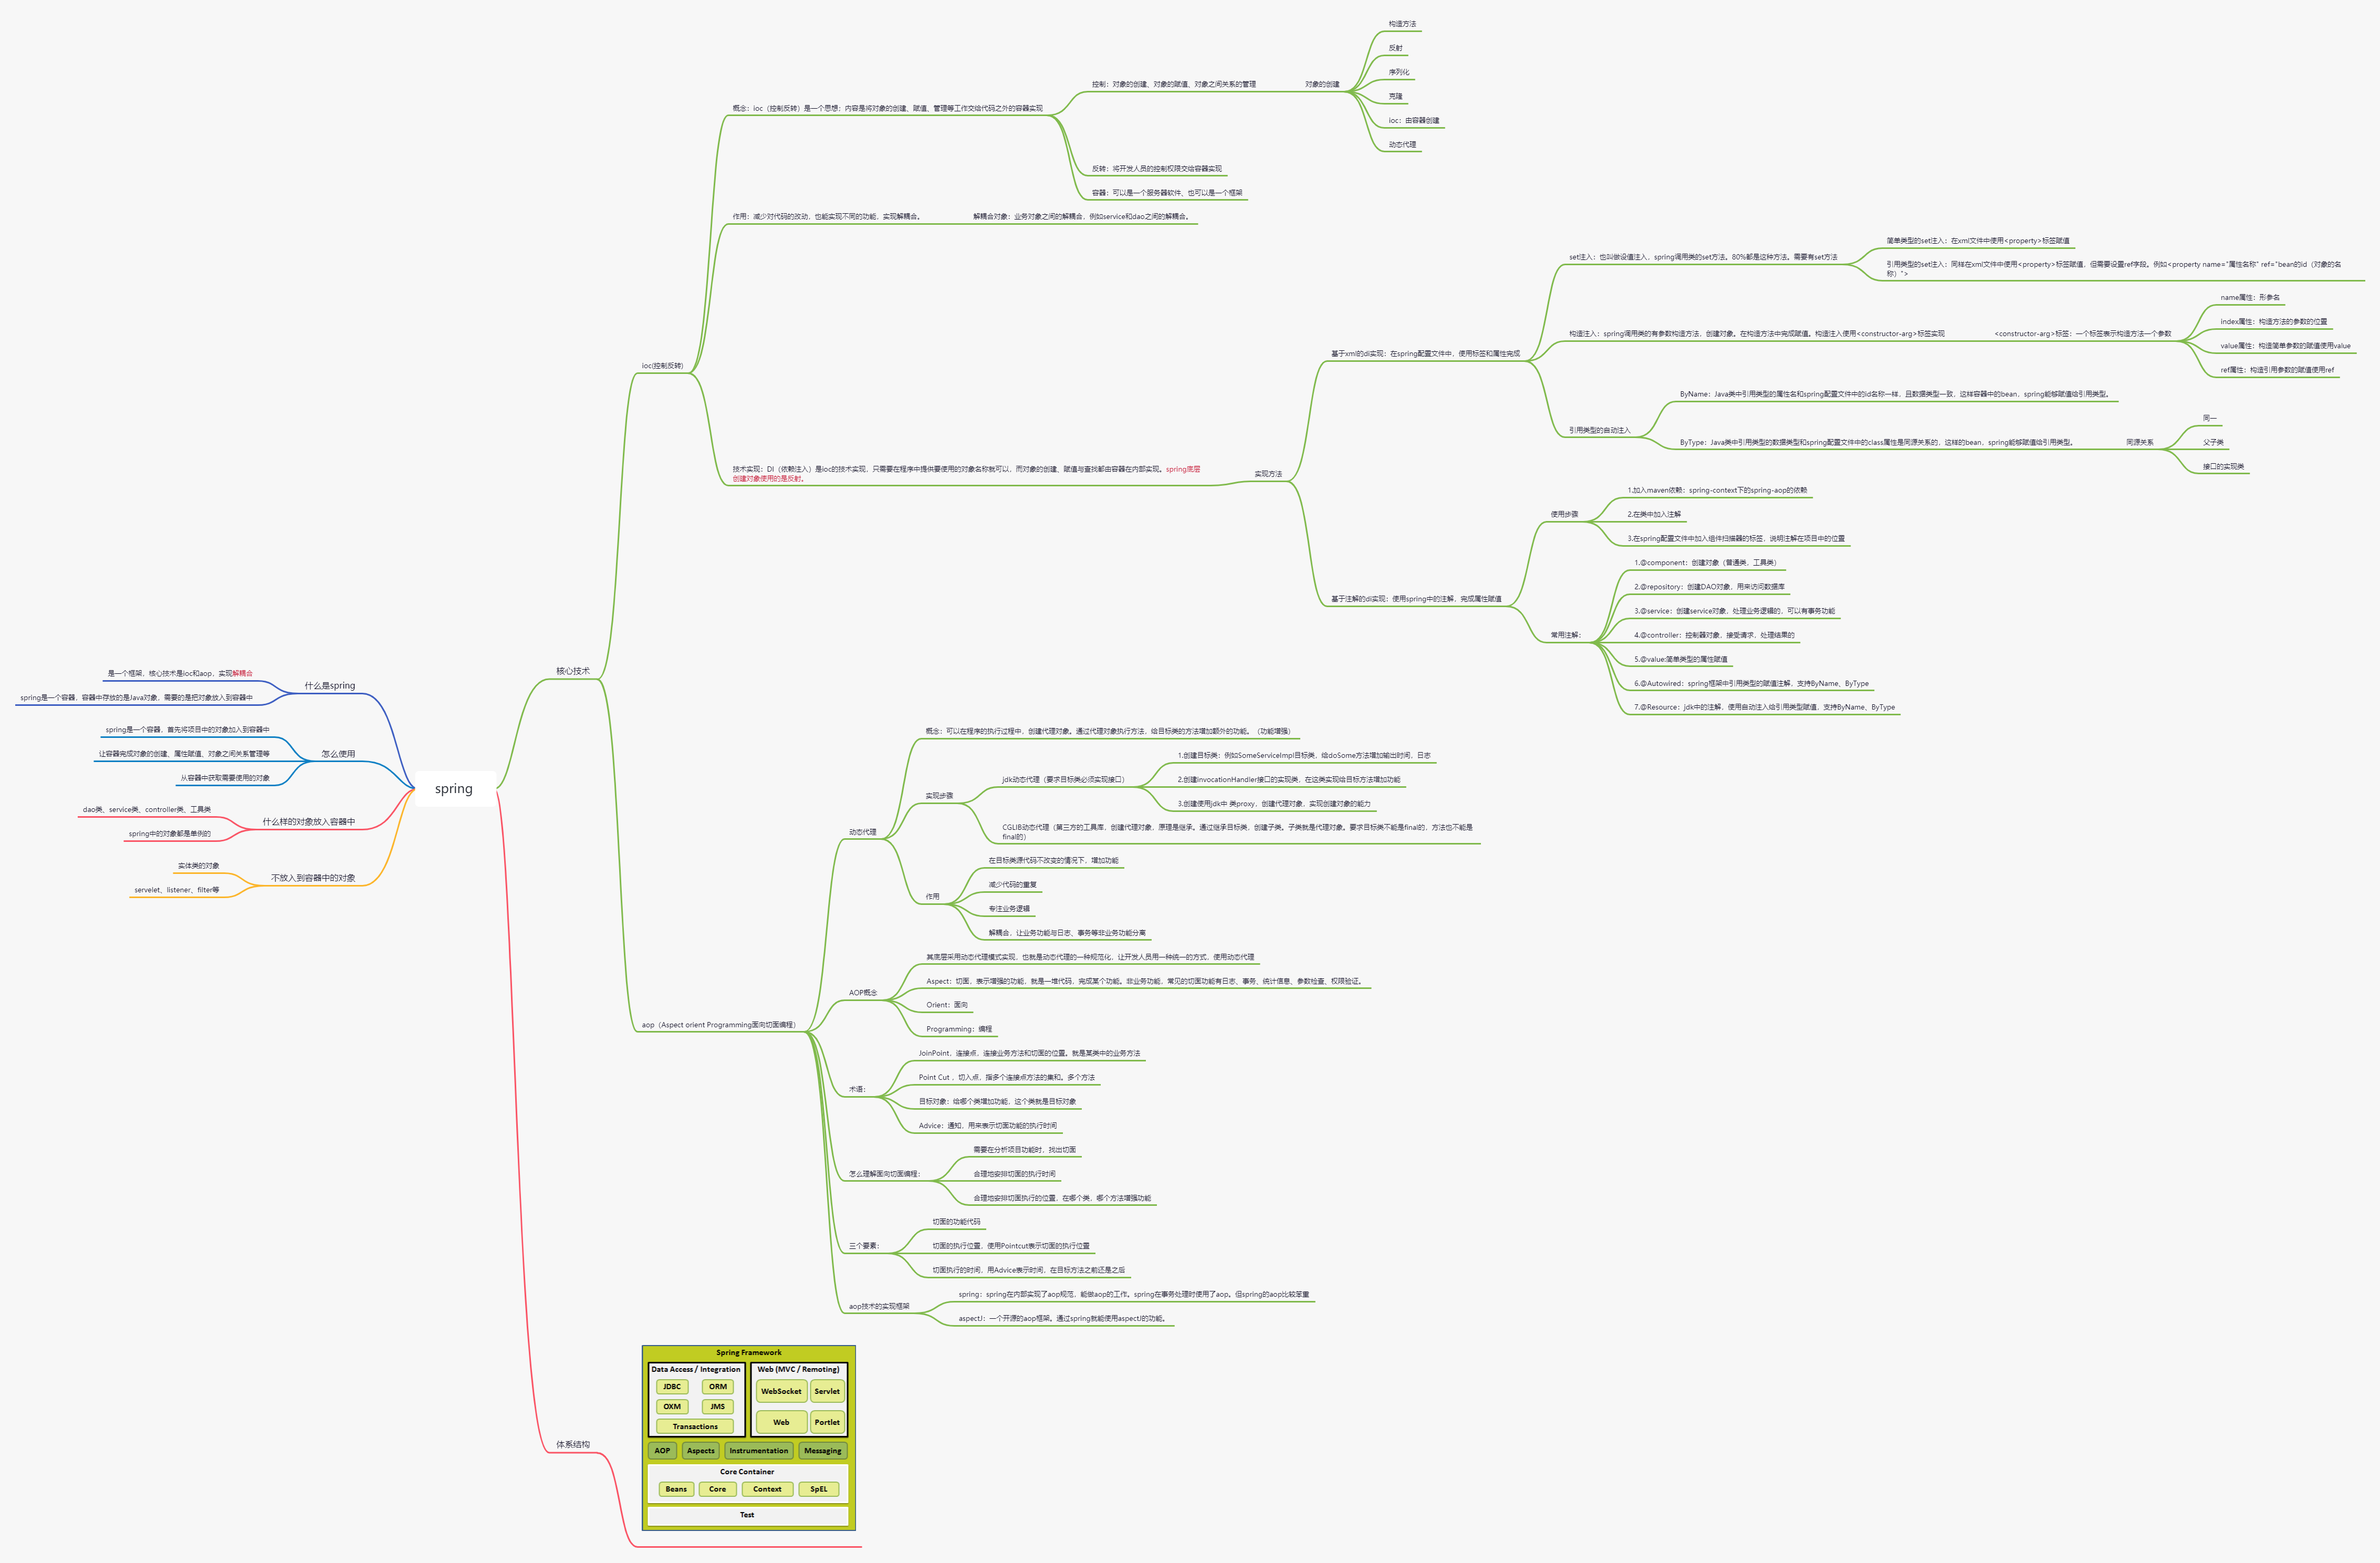 spring
什么是spring
是一个框架、核心技术是ioc和aop，实现解耦合
spring是一个容器，容器中存放的是Java对象，需要的是把对象放入到容器中
怎么使用
spring是一个容器，首先将项目中的对象加入到容器中
让容器完成对象的创建、属性赋值、对象之间关系管理等
从容器中获取需要使用的对象
什么样的对象放入容器中
dao类、service类、controller类、工具类
spring中的对象都是单例的
不放入到容器中的对象
实体类的对象
servelet、listener、filter等
核心技术
ioc(控制反转)
概念：ioc（控制反转）是一个思想：内容是将对象的创建、赋值、管理等工作交给代码之外的容器实现
控制：对象的创建、对象的赋值、对象之间关系的管理
对象的创建
构造方法
反射
序列化
克隆
ioc：由容器创建
动态代理
反转：将开发人员的控制权限交给容器实现
容器：可以是一个服务器软件、也可以是一个框架
作用：减少对代码的改动，也能实现不同的功能，实现解耦合。
解耦合对象：业务对象之间的解耦合，例如service和dao之间的解耦合。
技术实现：DI（依赖注入）是ioc的技术实现，只需要在程序中提供要使用的对象名称就可以，而对象的创建、赋值与查找都由容器在内部实现。spring底层
创建对象使用的是反射。
实现方法
基于xml的di实现：在spring配置文件中，使用标签和属性完成
set注入：也叫做设值注入，spring调用类的set方法。80%都是这种方法。需要有set方法
简单类型的set注入：在xml文件中使用<property>标签赋值
引用类型的set注入：同样在xml文件中使用<property>标签赋值，但需要设置ref字段。例如<property name="属性名称" ref="bean的id（对象的名
称）">
构造注入：spring调用类的有参数构造方法，创建对象。在构造方法中完成赋值。构造注入使用<constructor-arg>标签实现
<constructor-arg>标签：一个标签表示构造方法一个参数
name属性：形参名
index属性：构造方法的参数的位置
value属性：构造简单参数的赋值使用value
ref属性：构造引用参数的赋值使用ref
引用类型的自动注入
ByName：Java类中引用类型的属性名和spring配置文件中的id名称一样，且数据类型一致，这样容器中的bean，spring能够赋值给引用类型。
ByType：Java类中引用类型的数据类型和spring配置文件中的class属性是同源关系的，这样的bean，spring能够赋值给引用类型。
同源关系
同一
父子类
接口的实现类
基于注解的di实现：使用spring中的注解，完成属性赋值
使用步骤
1.加入maven依赖：spring-context下的spring-aop的依赖
2.在类中加入注解
3.在spring配置文件中加入组件扫描器的标签，说明注解在项目中的位置
常用注解：
1.@component：创建对象（普通类，工具类）
2.@repository：创建DAO对象，用来访问数据库
3.@service：创建service对象，处理业务逻辑的，可以有事务功能
4.@controller：控制器对象，接受请求，处理结果的
5.@value:简单类型的属性赋值
6.@Autowired：spring框架中引用类型的赋值注解，支持ByName、ByType
7.@Resource：jdk中的注解，使用自动注入给引用类型赋值，支持ByName、ByType
aop（Aspect orient Programming面向切面编程）
动态代理
概念：可以在程序的执行过程中，创建代理对象。通过代理对象执行方法，给目标类的方法增加额外的功能。（功能增强）
实现步骤
jdk动态代理（要求目标类必须实现接口）
1.创建目标类：例如SomeServiceImpl目标类，给doSome方法增加输出时间，日志
2.创建InvocationHandler接口的实现类，在这类实现给目标方法增加功能
3.创建使用jdk中 类proxy，创建代理对象，实现创建对象的能力
CGLIB动态代理（第三方的工具库，创建代理对象，原理是继承。通过继承目标类，创建子类。子类就是代理对象。要求目标类不能是final的，方法也不能是
final的）
作用
在目标类源代码不改变的情况下，增加功能
减少代码的重复
专注业务逻辑
解耦合，让业务功能与日志、事务等非业务功能分离
AOP概念
其底层采用动态代理模式实现，也就是动态代理的一种规范化，让开发人员用一种统一的方式，使用动态代理
Aspect：切面，表示增强的功能，就是一堆代码，完成某个功能。非业务功能，常见的切面功能有日志、事务、统计信息、参数检查、权限验证。
Orient：面向
Programming：编程
术语：
JoinPoint，连接点，连接业务方法和切面的位置。就是某类中的业务方法
Point Cut ，切入点，指多个连接点方法的集和。多个方法
目标对象：给哪个类增加功能，这个类就是目标对象
Advice：通知，用来表示切面功能的执行时间
怎么理解面向切面编程：
需要在分析项目功能时，找出切面
合理地安排切面的执行时间
合理地安排切面执行的位置，在哪个类，哪个方法增强功能
三个要素：
切面的功能代码
切面的执行位置，使用Pointcut表示切面的执行位置
切面执行的时间，用Advice表示时间，在目标方法之前还是之后
aop技术的实现框架
spring：spring在内部实现了aop规范，能做aop的工作。spring在事务处理时使用了aop。但spring的aop比较笨重
aspectJ：一个开源的aop框架。通过spring就能使用aspectJ的功能。
体系结构
Spring Framework
Data Access / Integration
JDBC
ORM
OXM
JMS
Transactions
Web (MVC / Remoting)
WebSocket
Servlet
Web
Portlet
AOP
Aspects
Instrumentation
Messaging
Core Container
Beans
Core
Context
SpEL
Test